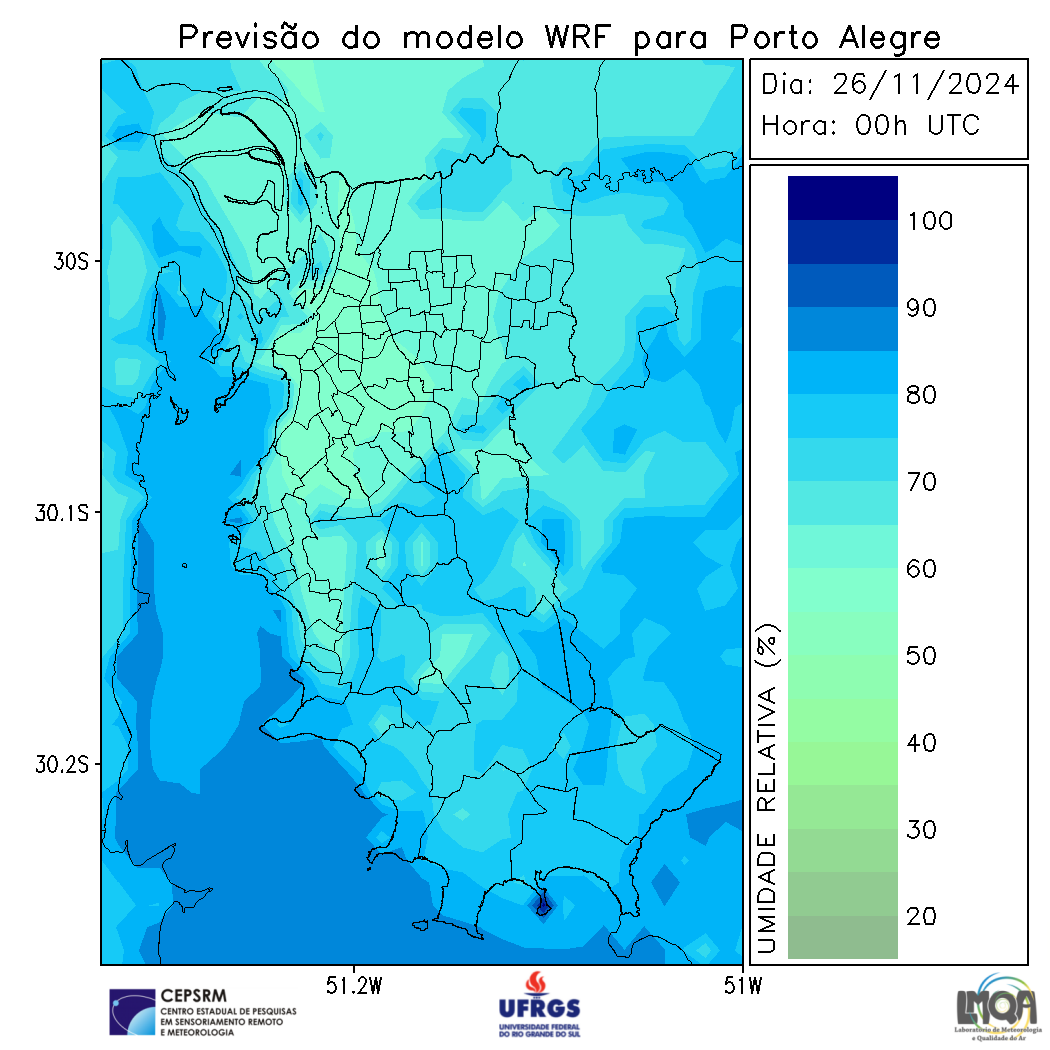 Previsão do modelo WRF para Porto Alegre
Dia: 26/11/2024
Hora: 00h UTC
100
90
80
70
60
50
40
30
20
UMIDADE RELATIVA (%)
30S
30.1S
30.2S
51.2W
51W
CEPSRM
CENTRO ESTADUAL DE PESQUISAS
EM SENSORIAMENTO REMOTO
E METEOROLOGIA
UFRGS
UNIVERSIDADE FEDERAL
DO RIO GRANDE DO SUL
LMQA
Laboratório de Meteorologia
e Qualidade do Ar